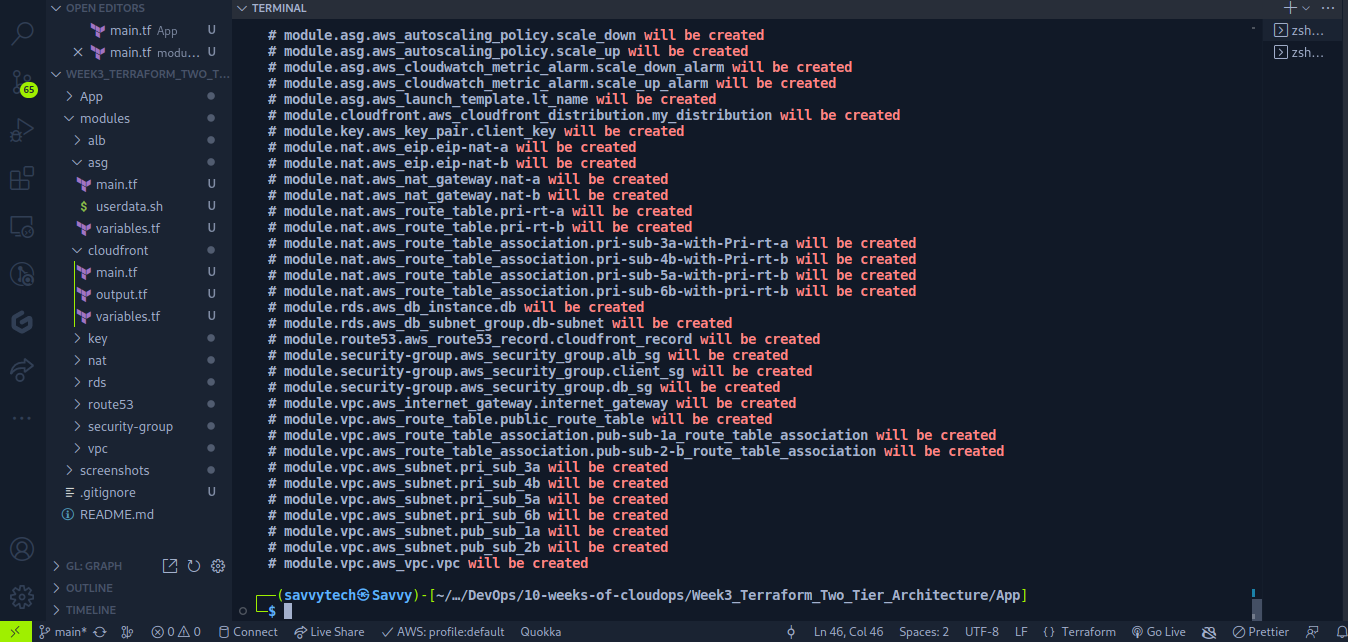 OPEN EDITORS
main.tf App U
main.tf modu... U
WEEK3_TERRAFORM_TWO_T...
App
modules
alb
asg
main.tf U
$ userdata.sh U
variables.tf U
cloudfront
main.tf U
output.tf U
variables.tf U
key
nat
rds
route53
security-group
vpc
screenshots
.gitignore U
README.md
GL: GRAPH
OUTLINE
TIMELINE
65
TERMINAL
# module.asg.aws_autoscaling_policy.scale_down will be created
# module.asg.aws_autoscaling_policy.scale_up will be created
# module.asg.aws_cloudwatch_metric_alarm.scale_down_alarm will be created
# module.asg.aws_cloudwatch_metric_alarm.scale_up_alarm will be created
# module.asg.aws_launch_template.lt_name will be created
# module.cloudfront.aws_cloudfront_distribution.my_distribution will be created
# module.key.aws_key_pair.client_key will be created
# module.nat.aws_eip.eip-nat-a will be created
# module.nat.aws_eip.eip-nat-b will be created
# module.nat.aws_nat_gateway.nat-a will be created
# module.nat.aws_nat_gateway.nat-b will be created
# module.nat.aws_route_table.pri-rt-a will be created
# module.nat.aws_route_table.pri-rt-b will be created
# module.nat.aws_route_table_association.pri-sub-3a-with-Pri-rt-a will be created
# module.nat.aws_route_table_association.pri-sub-4b-with-Pri-rt-b will be created
# module.nat.aws_route_table_association.pri-sub-5a-with-pri-rt-b will be created
# module.nat.aws_route_table_association.pri-sub-6b-with-pri-rt-b will be created
# module.rds.aws_db_instance.db will be created
# module.rds.aws_db_subnet_group.db-subnet will be created
# module.route53.aws_route53_record.cloudfront_record will be created
# module.security-group.aws_security_group.alb_sg will be created
# module.security-group.aws_security_group.client_sg will be created
# module.security-group.aws_security_group.db_sg will be created
# module.vpc.aws_internet_gateway.internet_gateway will be created
# module.vpc.aws_route_table.public_route_table will be created
# module.vpc.aws_route_table_association.pub-sub-1a_route_table_association will be created
# module.vpc.aws_route_table_association.pub-sub-2-b_route_table_association will be created
# module.vpc.aws_subnet.pri_sub_3a will be created
# module.vpc.aws_subnet.pri_sub_4b will be created
# module.vpc.aws_subnet.pri_sub_5a will be created
# module.vpc.aws_subnet.pri_sub_6b will be created
# module.vpc.aws_subnet.pub_sub_1a will be created
# module.vpc.aws_subnet.pub_sub_2b will be created
# module.vpc.aws_vpc.vpc will be created
┌──(savvytech㉿Savvy)-[~/…/DevOps/10-weeks-of-cloudops/Week3_Terraform_Two_Tier_Architecture/App]
└─$
zsh...
zsh...
main* 0 0 Connect Live Share AWS: profile:default Quokka Ln 46, Col 46 Spaces: 2 UTF-8 LF {} Terraform Go Live Prettier